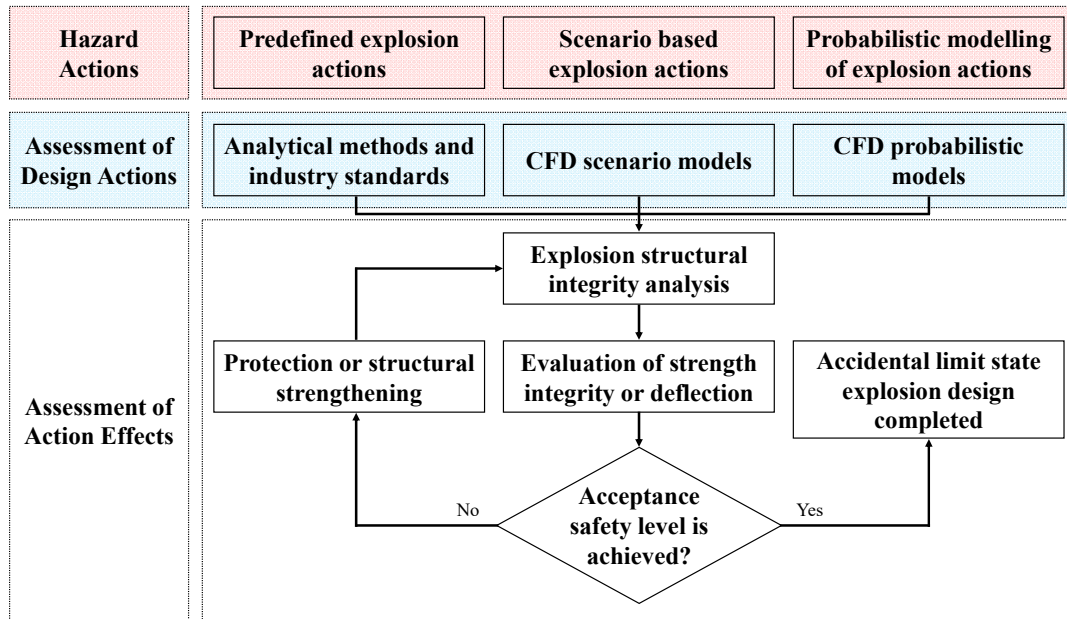 Hazard
Actions
Predefined explosion
actions
Scenario based
explosion actions
Probabilistic modelling
of explosion actions
Assessment of
Design Actions
Analytical methods and
industry standards
CFD scenario models
CFD probabilistic
models
Assessment of
Action Effects
Explosion structural
integrity analysis
Protection or structural
strengthening
Evaluation of strength
integrity or deflection
Accidental limit state
explosion design
completed
No
Acceptance
safety level is
achieved?
Yes